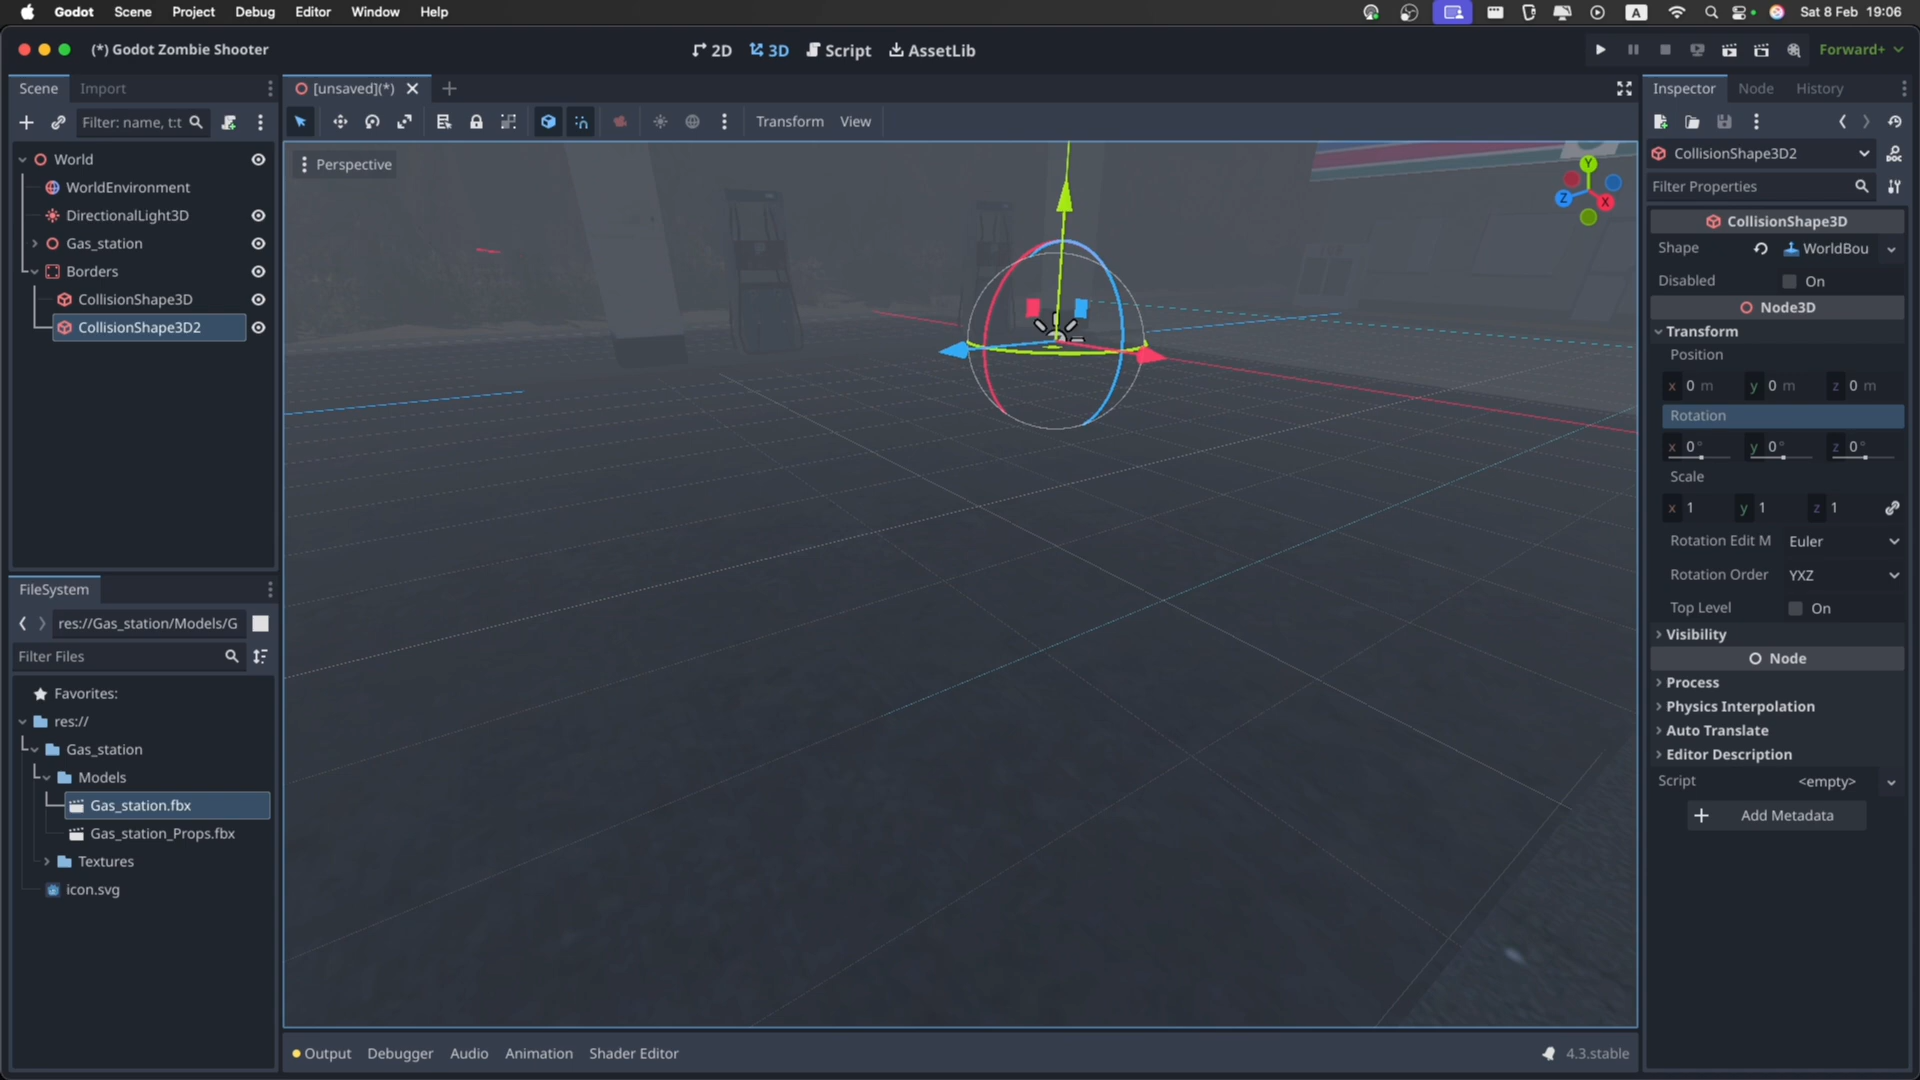 Godot Scene Project Debug Editor Window Help
A
Sat 8 Feb 19:06
(*) Godot Zombie Shooter
2D 3D Script AssetLib
Forward+
Scene Import
[unsaved](*)
Inspector Node History
Filter: name, t:t
Transform View
World
WorldEnvironment
DirectionalLight3D
Gas_station
Borders
CollisionShape3D
CollisionShape3D2
Perspective
Y
Z
X
CollisionShape3D2
Filter Properties
CollisionShape3D
Shape WorldBou
Disabled On
Node3D
Transform
Position
x 0 m y 0 m z 0 m
Rotation
x 0° y 0° z 0°
Scale
x 1 y 1 z 1
Rotation Edit M Euler
Rotation Order YXZ
Top Level On
Visibility
Node
Process
Physics Interpolation
Auto Translate
Editor Description
Script <empty>
Add Metadata
FileSystem
res://Gas_station/Models/G
Filter Files
Favorites:
res://
Gas_station
Models
Gas_station.fbx
Gas_station_Props.fbx
Textures
icon.svg
Output Debugger Audio Animation Shader Editor
4.3.stable